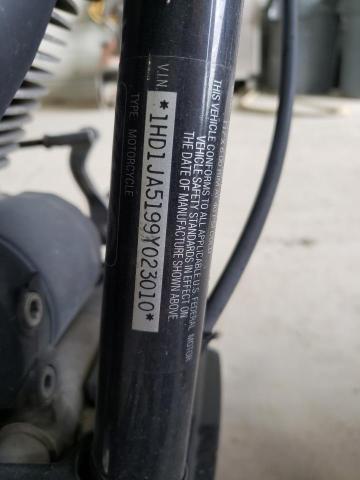 THIS VEHICLE CONFORMS TO ALL APPLICABLE U.S. FEDERAL MOTOR
VEHICLE SAFETY STANDARDS IN EFFECT ON
THE DATE OF MANUFACTURE SHOWN ABOVE
V.I.N.
*1HD1JA5199Y023010*
TYPE MOTORCYCLE